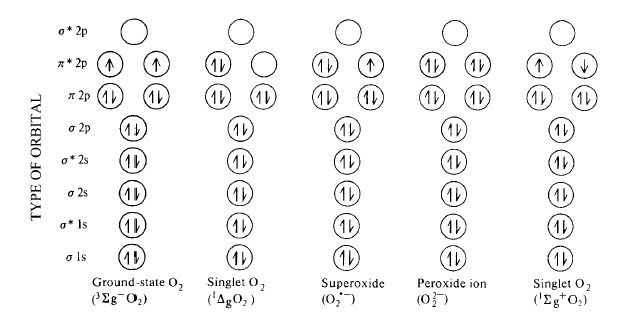 TYPE OF ORBITAL
σ* 2p
π* 2p
π 2p
σ 2p
σ* 2s
σ 2s
σ* 1s
σ 1s
Ground-state O₂
(³Σg⁻O₂)
Singlet O₂
(¹ΔgO₂)
Superoxide
(O₂•⁻)
Peroxide ion
(O₂²⁻)
Singlet O₂
(¹Σg⁺O₂)